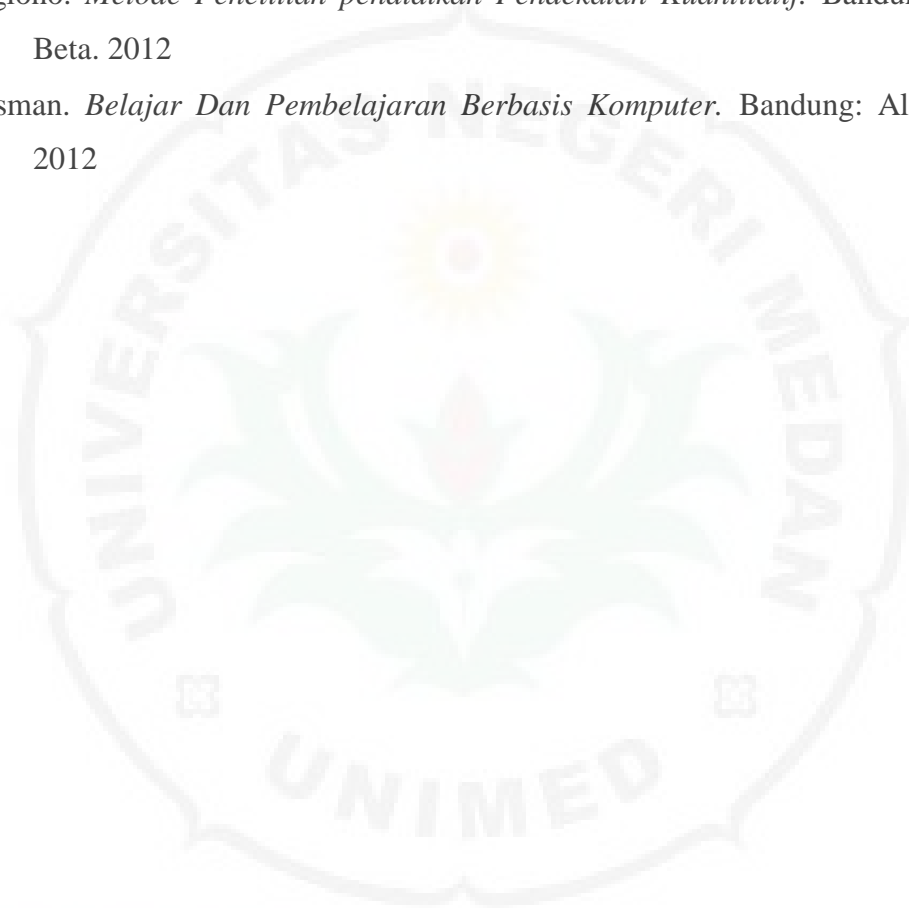 giono. Metode Penelitian pendidikan Pendekatan Kuantitatif. Bandun
Beta. 2012
sman. Belajar Dan Pembelajaran Berbasis Komputer. Bandung: Al
2012
UNIVERSITAS NEGERI MEDAN
UNIMED